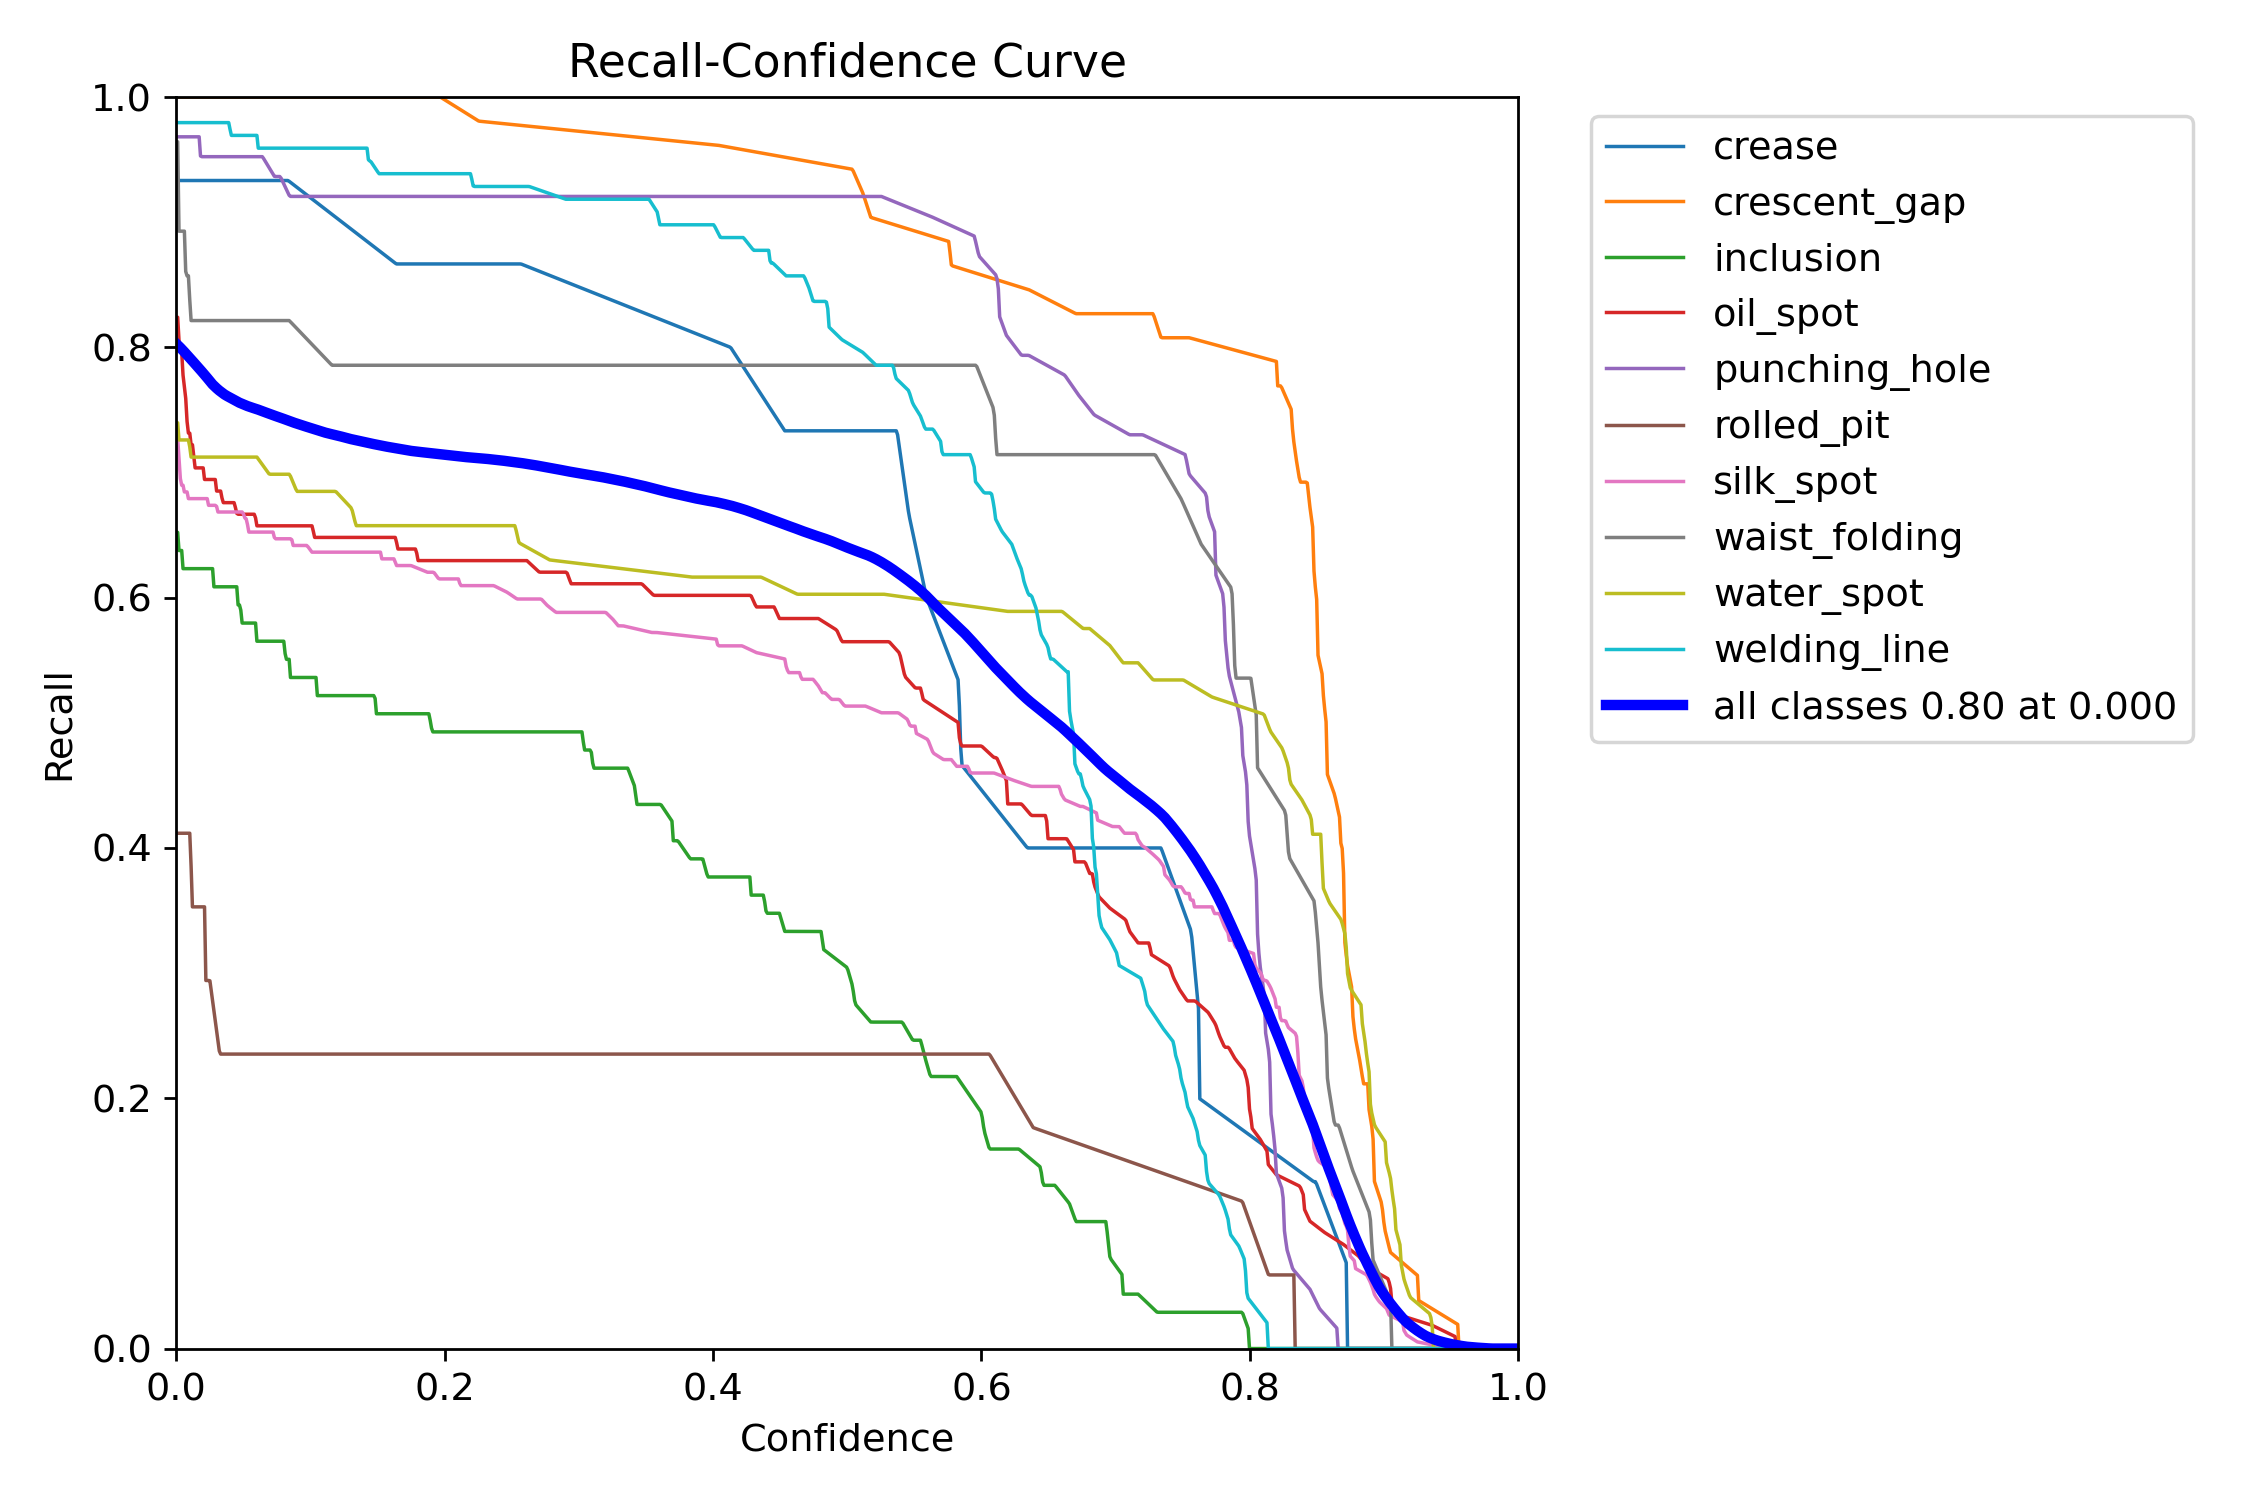 Recall-Confidence Curve
1.0
0.8
0.6
0.4
0.2
0.0
Recall
0.0 0.2 0.4 0.6 0.8 1.0
Confidence
crease
crescent_gap
inclusion
oil_spot
punching_hole
rolled_pit
silk_spot
waist_folding
water_spot
welding_line
all classes 0.80 at 0.000